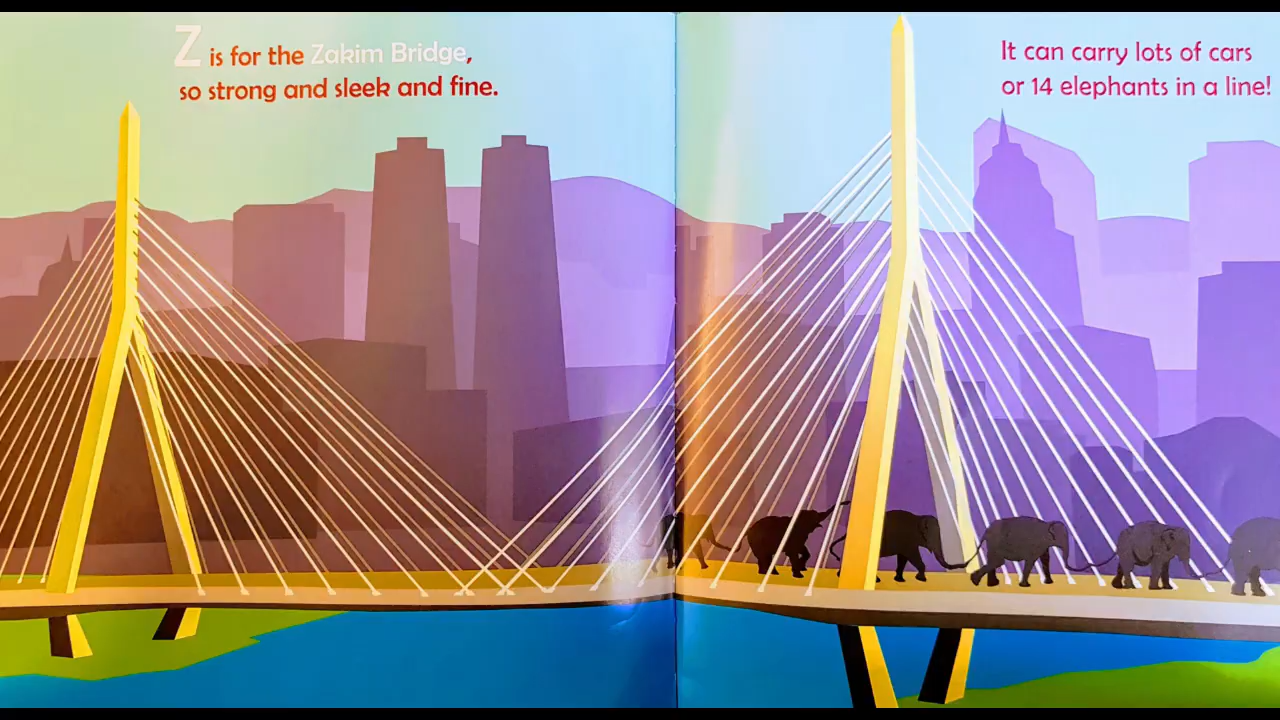 Z is for the Zakim Bridge,
so strong and sleek and fine.
It can carry lots of cars
or 14 elephants in a line!